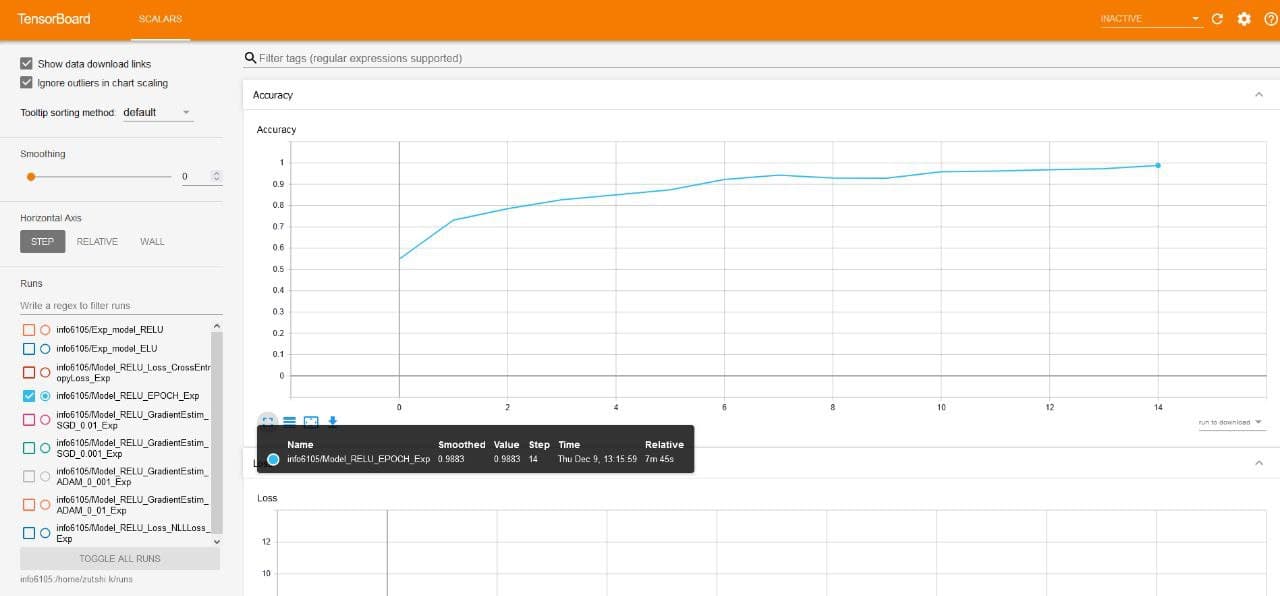 TensorBoard
SCALARS
INACTIVE
Show data download links
Ignore outliers in chart scaling
Tooltip sorting method: default
Smoothing
0
Horizontal Axis
STEP RELATIVE WALL
Runs
Write a regex to filter runs
info6105/Exp_model_RELU
info6105/Exp_model_ELU
info6105/Model_RELU_Loss_CrossEntr
opyLoss_Exp
info6105/Model_RELU_EPOCH_Exp
info6105/Model_RELU_GradientEstim_
SGD_0.01_Exp
info6105/Model_RELU_GradientEstim_
SGD_0.001_Exp
info6105/Model_RELU_GradientEstim_
ADAM_0_001_Exp
info6105/Model_RELU_GradientEstim_
ADAM_0_01_Exp
info6105/Model_RELU_Loss_NLLLoss_
Exp
TOGGLE ALL RUNS
info6105:/home/zutshi.k/runs
Filter tags (regular expressions supported)
Accuracy
Accuracy
1
0.9
0.8
0.7
0.6
0.5
0.4
0.3
0.2
0.1
0
0 2 4 6 8 10 12 14
run to download
Name Smoothed Value Step Time Relative
info6105/Model_RELU_EPOCH_Exp 0.9883 0.9883 14 Thu Dec 9, 13:15:59 7m 45s
Loss
12
10